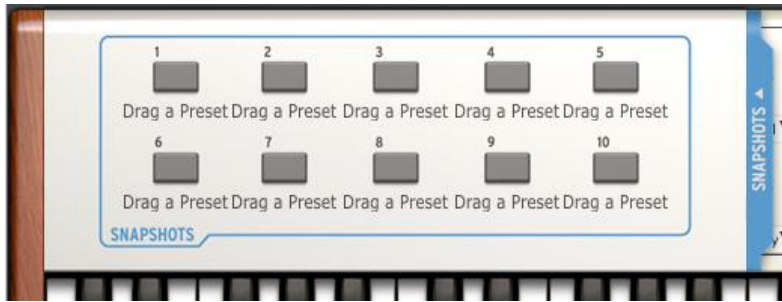 1 2 3 4 5
Drag a Preset Drag a Preset Drag a Preset Drag a Preset Drag a Preset
6 7 8 9 10
Drag a Preset Drag a Preset Drag a Preset Drag a Preset Drag a Preset
SNAPSHOTS
SNAPSHOTS